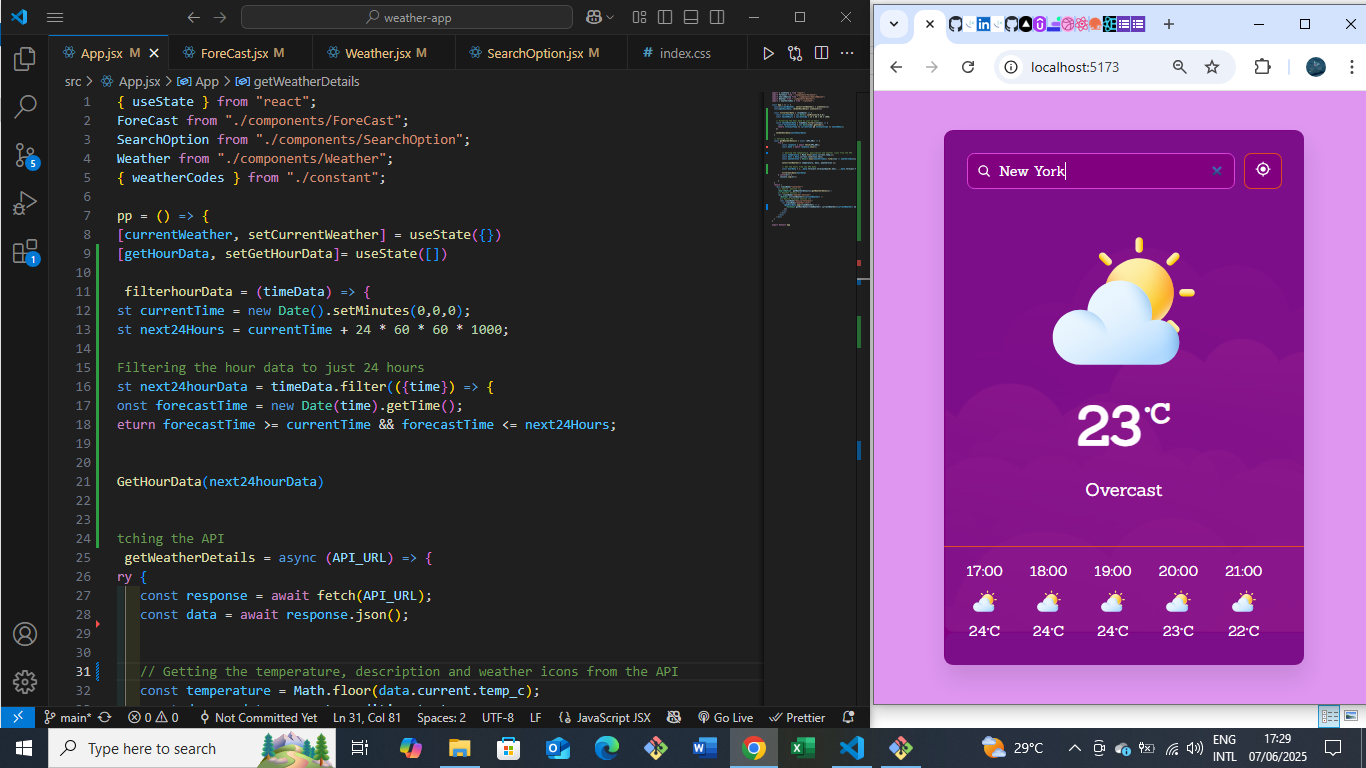 weather-app
App.jsx M
ForeCast.jsx M
Weather.jsx M
SearchOption.jsx M
# index.css
src > App.jsx > App > getWeatherDetails
1 { useState } from "react";
2 ForeCast from "./components/ForeCast";
3 SearchOption from "./components/SearchOption";
4 Weather from "./components/Weather";
5 { weatherCodes } from "./constant";
6
7 pp = () => {
8 [currentWeather, setCurrentWeather] = useState({})
9 [getHourData, setGetHourData]= useState([])
10
11 filterhourData = (timeData) => {
12 st currentTime = new Date().setMinutes(0,0,0);
13 st next24Hours = currentTime + 24 * 60 * 60 * 1000;
14
15 Filtering the hour data to just 24 hours
16 st next24hourData = timeData.filter(({time}) => {
17 onst forecastTime = new Date(time).getTime();
18 eturn forecastTime >= currentTime && forecastTime <= next24Hours;
19
20
21 GetHourData(next24hourData)
22
23
24 tching the API
25 getWeatherDetails = async (API_URL) => {
26 ry {
27 const response = await fetch(API_URL);
28 const data = await response.json();
29
30
31 // Getting the temperature, description and weather icons from the API
32 const temperature = Math.floor(data.current.temp_c);
5
1
main*
0 0
Not Committed Yet
Ln 31, Col 81
Spaces: 2
UTF-8
LF
JavaScript JSX
Go Live
Prettier
localhost:5173
New York
23°C
Overcast
17:00 18:00 19:00 20:00 21:00
24°C 24°C 24°C 23°C 22°C
Type here to search
29°C
ENG
INTL
17:29
07/06/2025